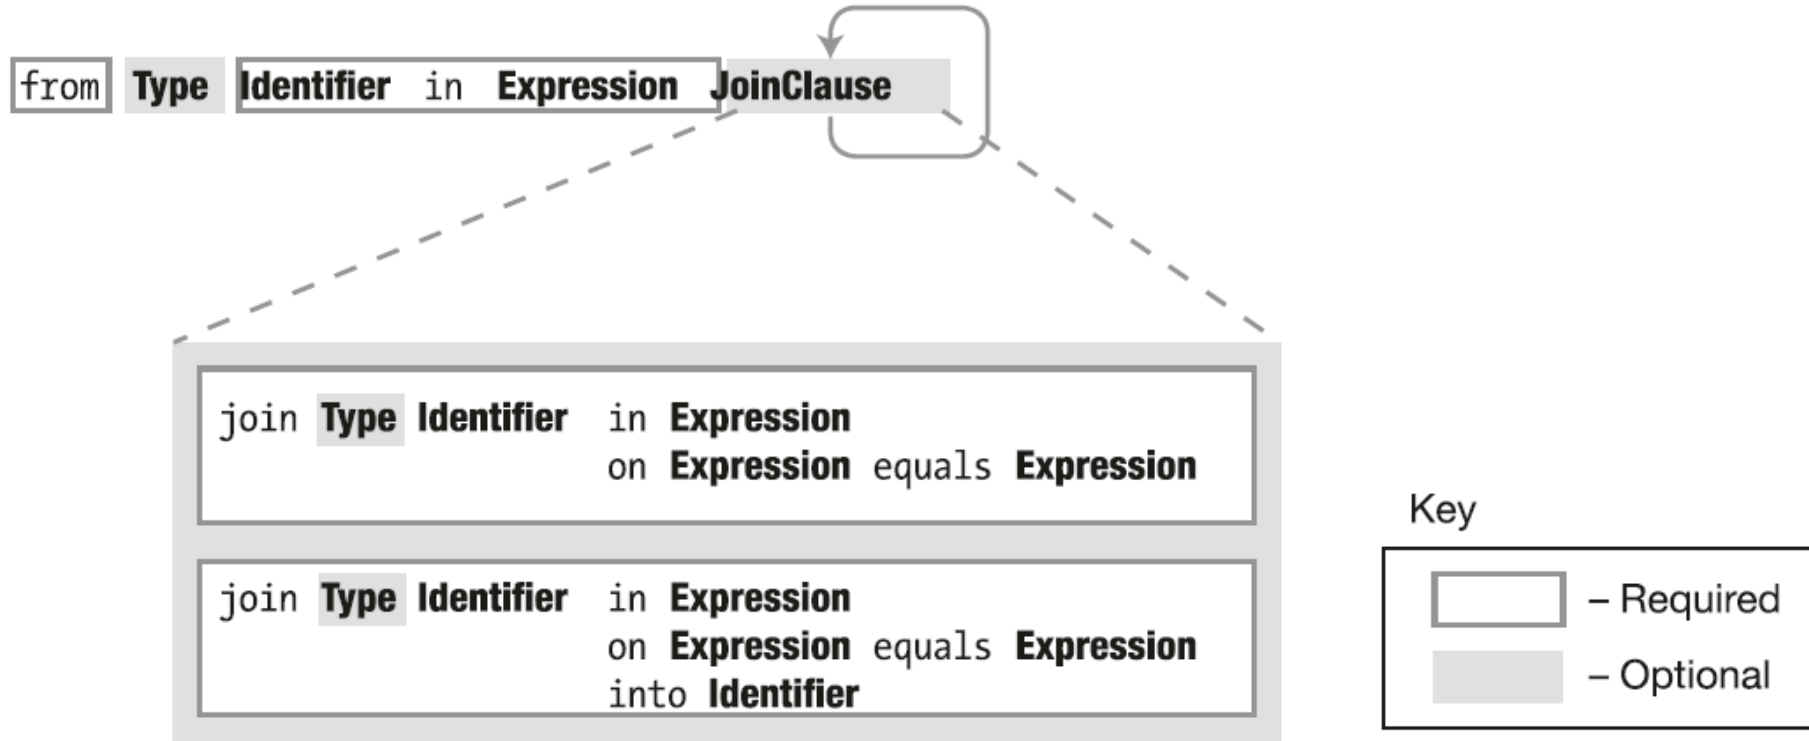 from Type Identifier in Expression JoinClause
join Type Identifier in Expression
on Expression equals Expression
join Type Identifier in Expression
on Expression equals Expression
into Identifier
Key
– Required
– Optional